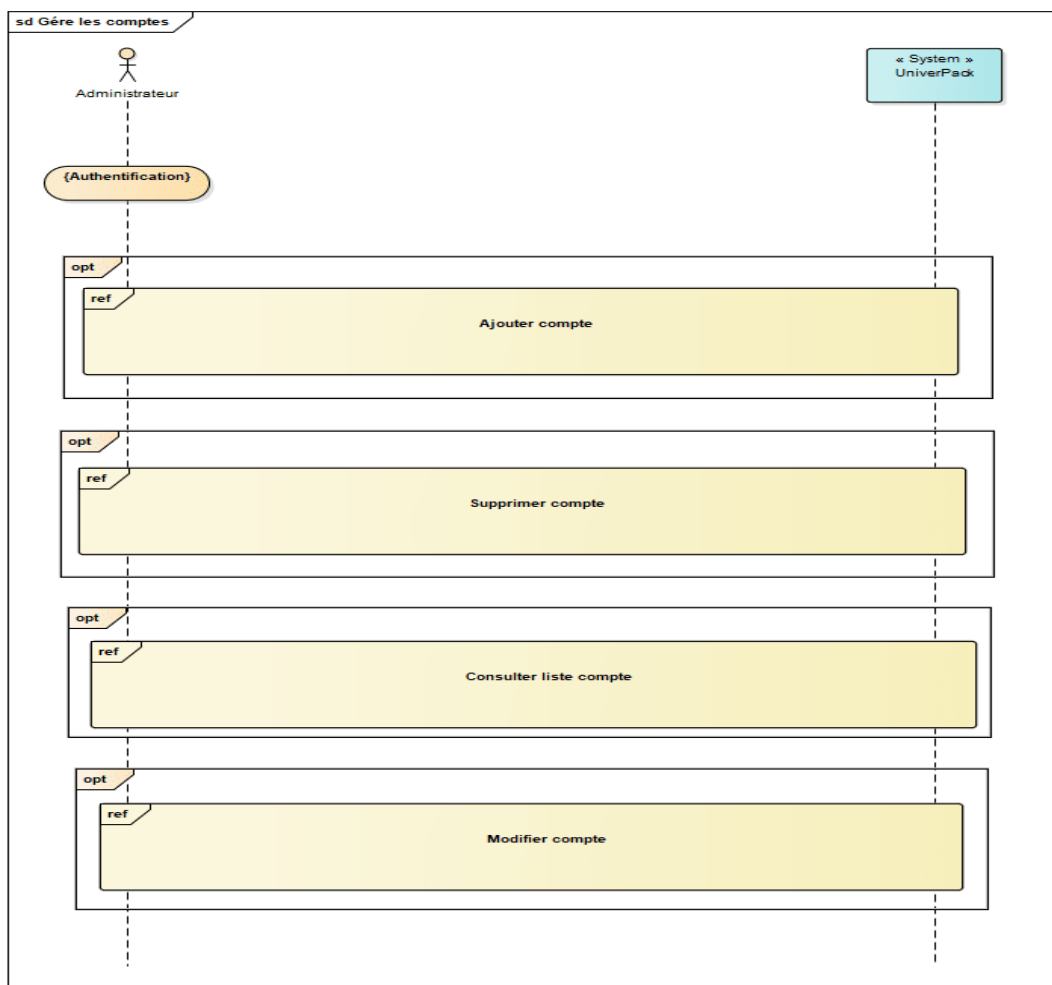 sd Gére les comptes
Administrateur
« System »
UniverPack
{Authentification}
opt
ref
Ajouter compte
opt
ref
Supprimer compte
opt
ref
Consulter liste compte
opt
ref
Modifier compte